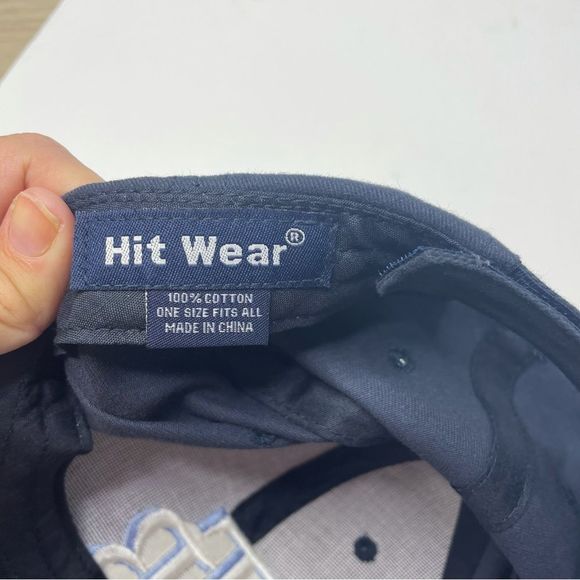 Hit Wear®
100% COTTON
ONE SIZE FITS ALL
MADE IN CHINA